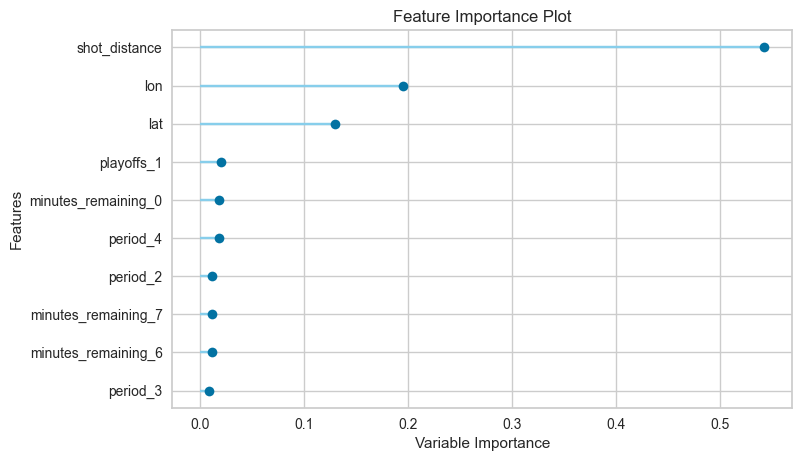 Feature Importance Plot
shot_distance
lon
lat
playoffs_1
minutes_remaining_0
period_4
period_2
minutes_remaining_7
minutes_remaining_6
period_3
Features
0.0 0.1 0.2 0.3 0.4 0.5
Variable Importance